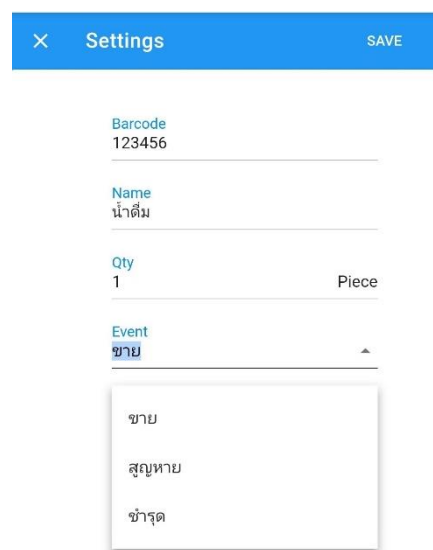 × Settings SAVE
Barcode
123456
Name
น้ำดื่ม
Qty
1 Piece
Event
ขาย
ขาย
สูญหาย
ชำรุด